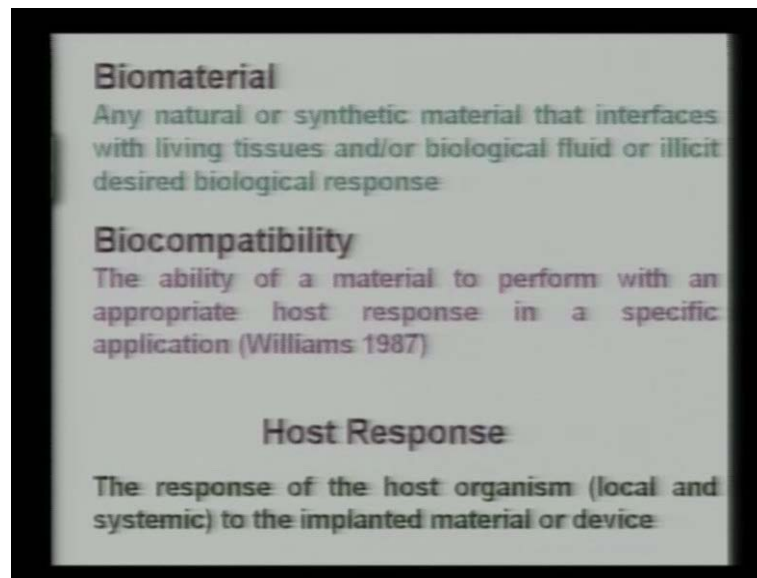 Biomaterial
Any natural or synthetic material that interfaces
with living tissues and/or biological fluid or illicit
desired biological response
Biocompatibility
The ability of a material to perform with an
appropriate host response in a specific
application (Williams 1987)
Host Response
The response of the host organism (local and
systemic) to the implanted material or device